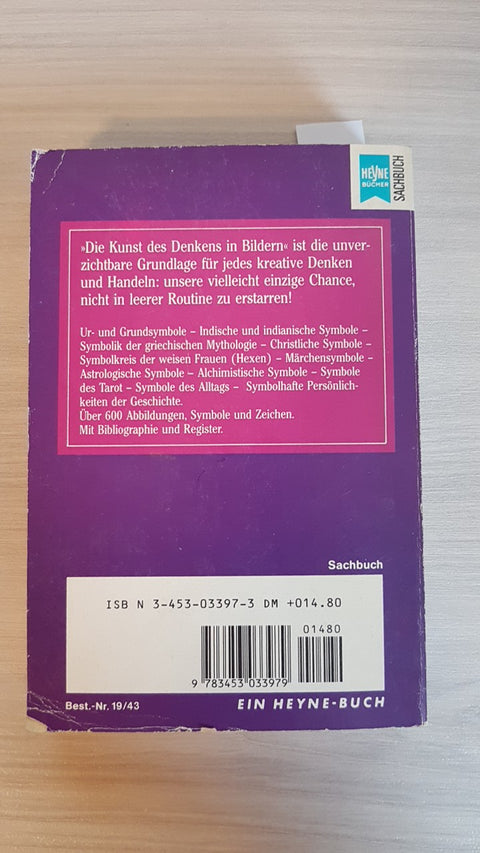 HEYNE
BÜCHER
SACHBUCH
»Die Kunst des Denkens in Bildern« ist die unver-
zichtbare Grundlage für jedes kreative Denken
und Handeln: unsere vielleicht einzige Chance,
nicht in leerer Routine zu erstarren!
Ur- und Grundsymbole – Indische und indianische Symbole –
Symbolik der griechischen Mythologie – Christliche Symbole –
Symbolkreis der weisen Frauen (Hexen) – Märchensymbole –
Astrologische Symbole – Alchimistische Symbole – Symbole
des Tarot – Symbole des Alltags – Symbolhafte Persönlich-
keiten der Geschichte.
Über 600 Abbildungen, Symbole und Zeichen.
Mit Bibliographie und Register.
Sachbuch
ISB N 3-453-03397-3 DM +014.80
01480
9 783453 033979
Best.-Nr. 19/43
EIN HEYNE-BUCH